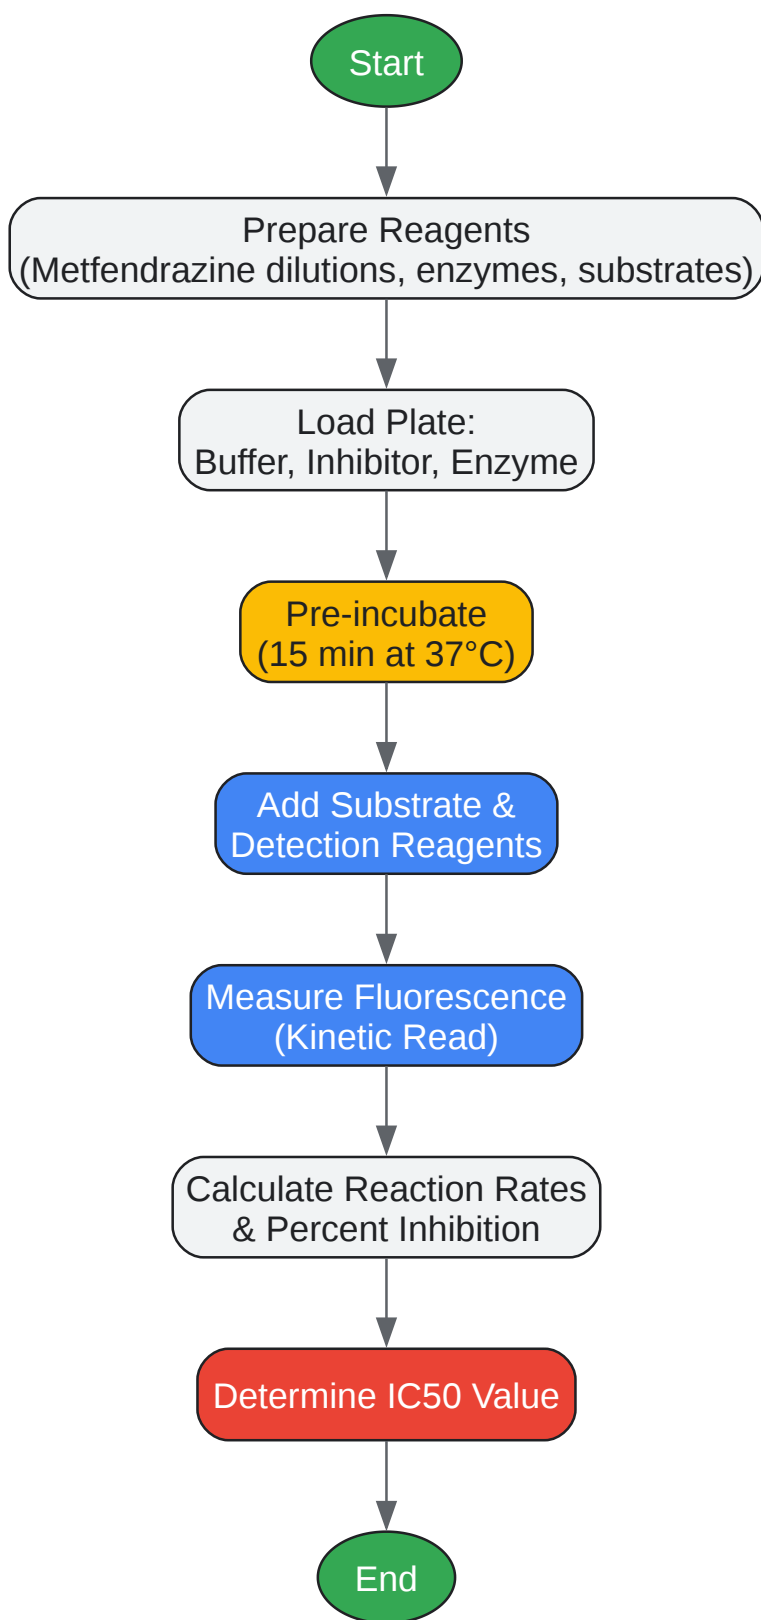 Start
Prepare Reagents
(Metfendrazine dilutions, enzymes, substrates)
Load Plate:
Buffer, Inhibitor, Enzyme
Pre-incubate
(15 min at 37°C)
Add Substrate &
Detection Reagents
Measure Fluorescence
(Kinetic Read)
Calculate Reaction Rates
& Percent Inhibition
Determine IC50 Value
End